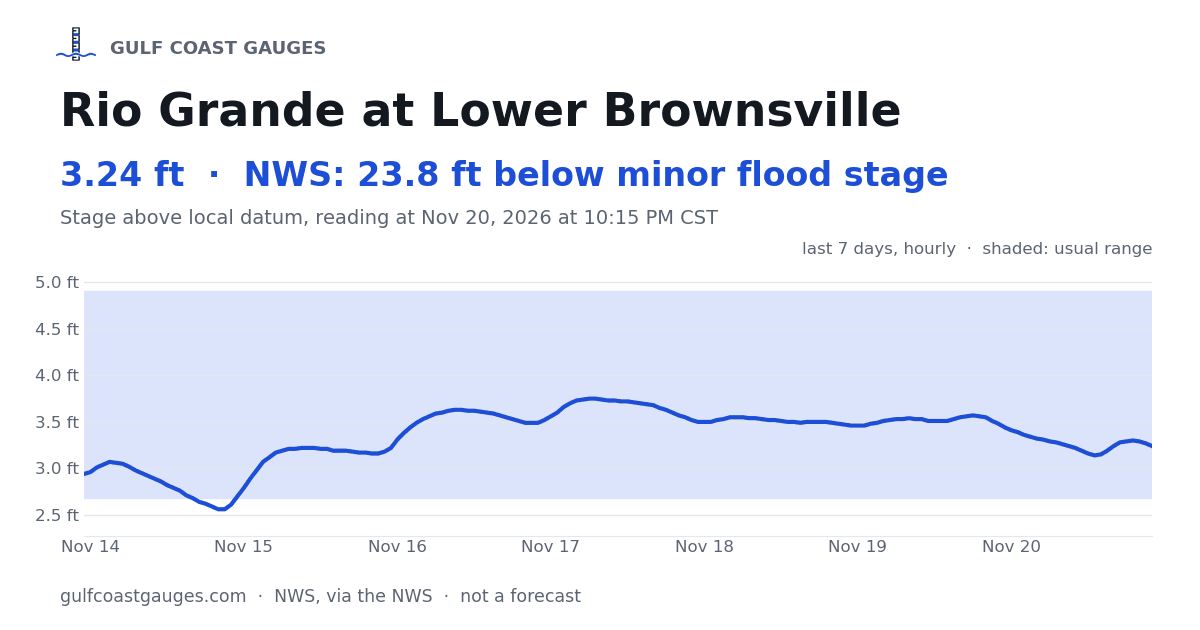 GULF COAST GAUGES
Rio Grande at Lower Brownsville
3.24 ft · NWS: 23.8 ft below minor flood stage
Stage above local datum, reading at Nov 20, 2026 at 10:15 PM CST
last 7 days, hourly · shaded: usual range
5.0 ft
4.5 ft
4.0 ft
3.5 ft
3.0 ft
2.5 ft
Nov 14 Nov 15 Nov 16 Nov 17 Nov 18 Nov 19 Nov 20
gulfcoastgauges.com · NWS, via the NWS · not a forecast